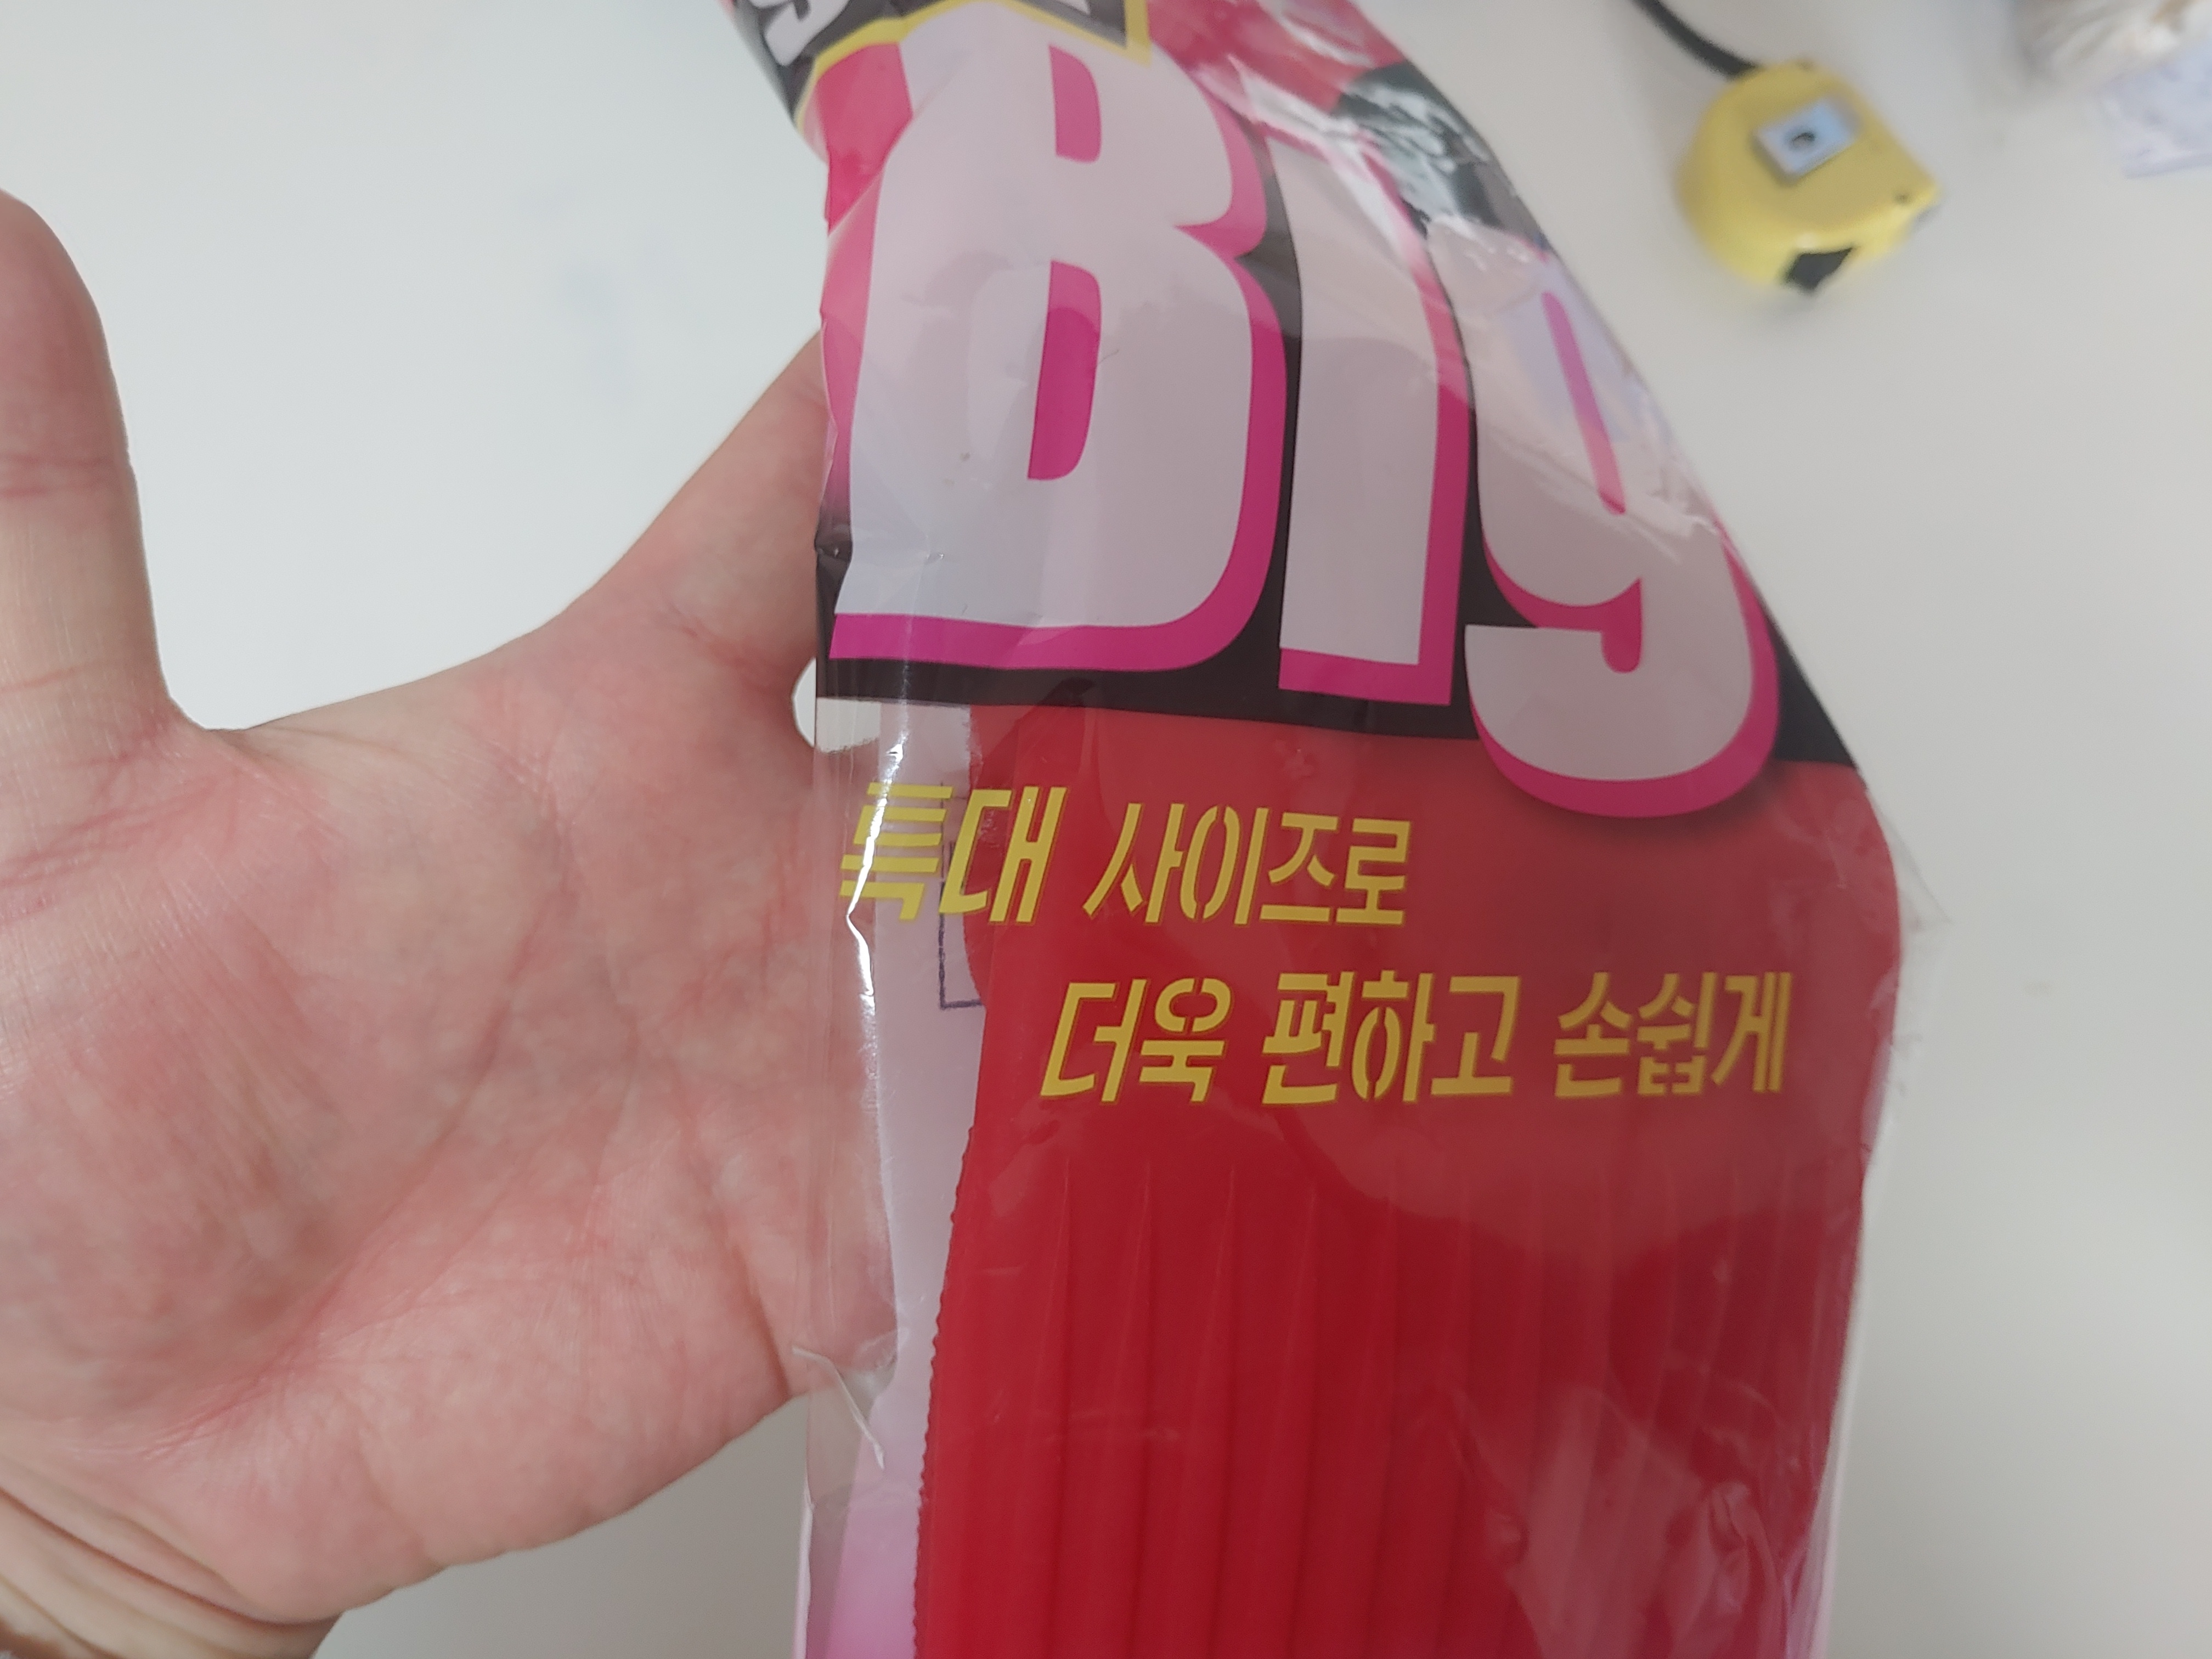 Big
특대 사이즈로
더욱 편하고 손쉽게